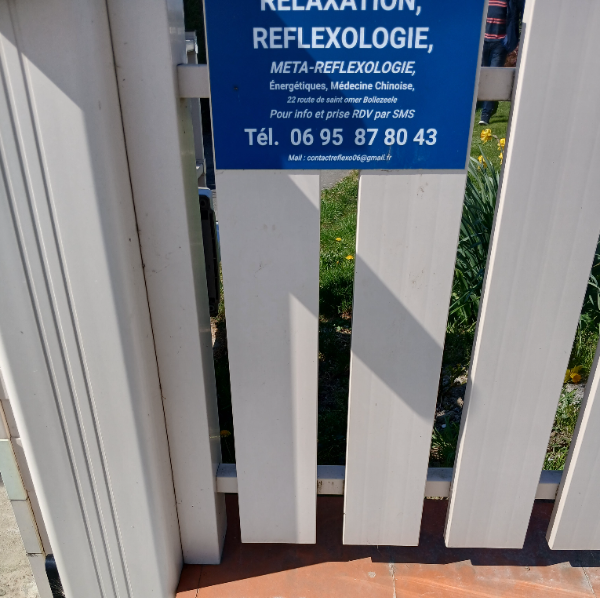 RELAXATION,
REFLEXOLOGIE,
META-REFLEXOLOGIE,
Énergétiques, Médecine Chinoise,
22 route de saint omer Bollezeele
Pour info et prise RDV par SMS
Tél. 06 95 87 80 43
Mail : contactreflexo06@gmail.fr